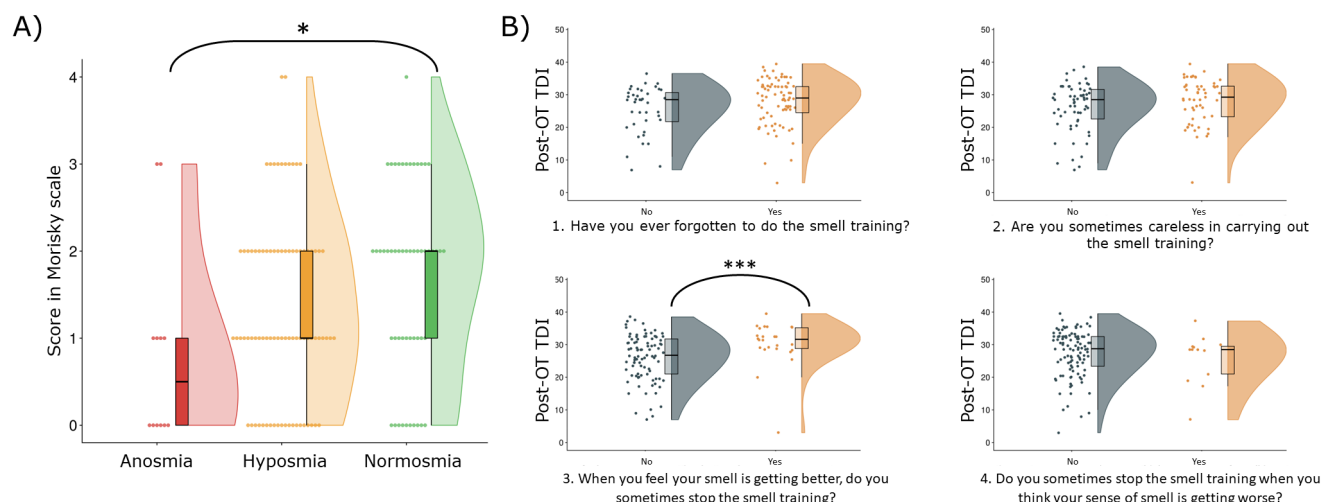 A)
*
Score in Morisky scale
4
3
2
1
0
Anosmia Hyposmia Normosmia
B)
Post-OT TDI
50
40
30
20
10
0
No Yes
1. Have you ever forgotten to do the smell training?
Post-OT TDI
50
40
30
20
10
0
No Yes
2. Are you sometimes careless in carrying out
the smell training?
***
Post-OT TDI
50
40
30
20
10
0
No Yes
3. When you feel your smell is getting better, do you
sometimes stop the smell training?
Post-OT TDI
50
40
30
20
10
0
No Yes
4. Do you sometimes stop the smell training when you
think your sense of smell is getting worse?